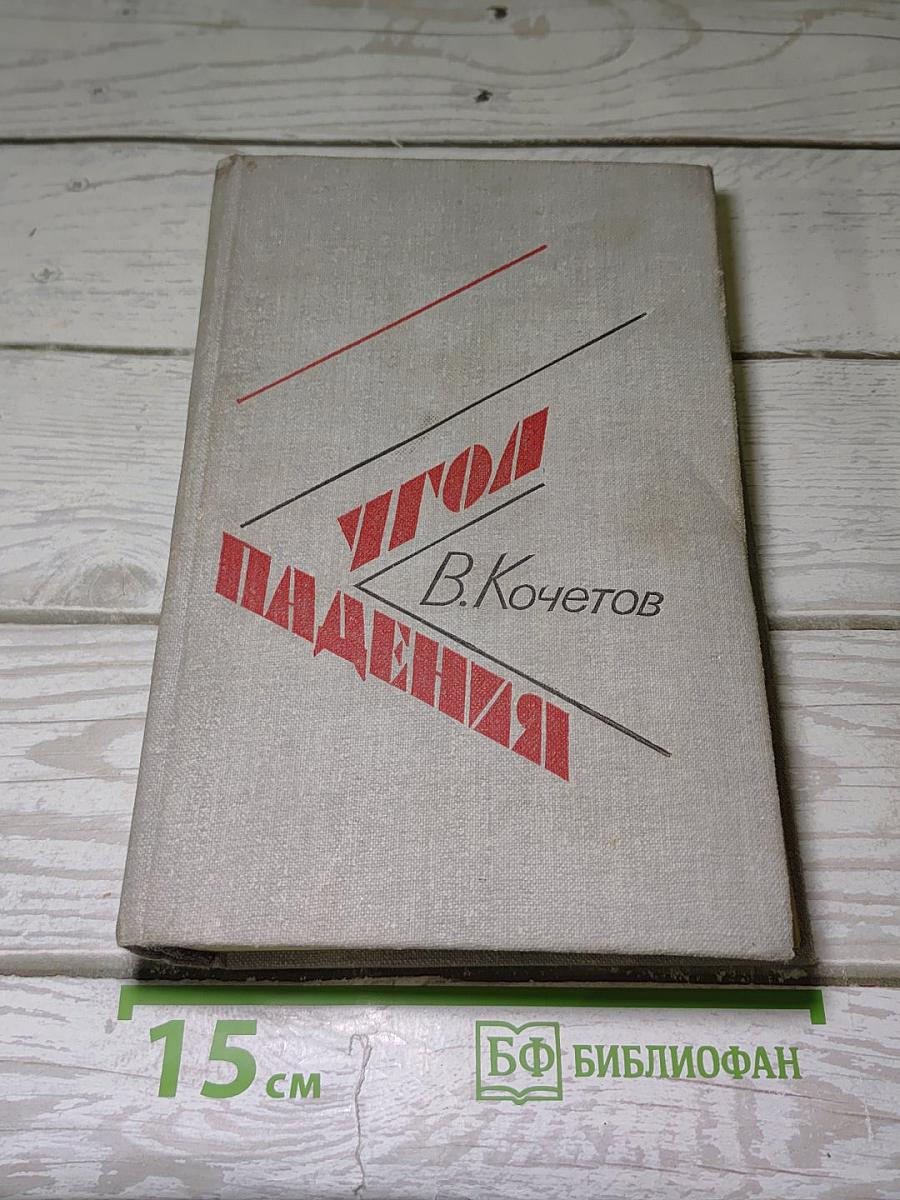 УГОЛ
ПАДЕНИЯ
В. Кочетов
15 см
БФ БИБЛИОФАН